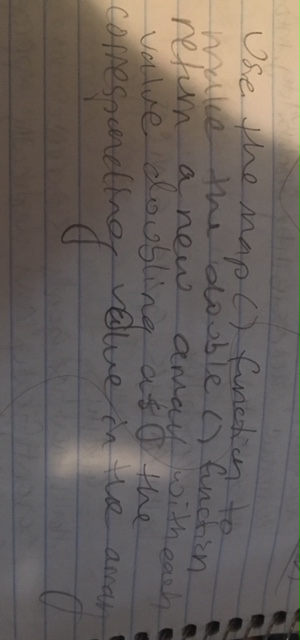 Use the map() function to
make the double() function
return a new array with each
value doubling as the
corresponding value in the array